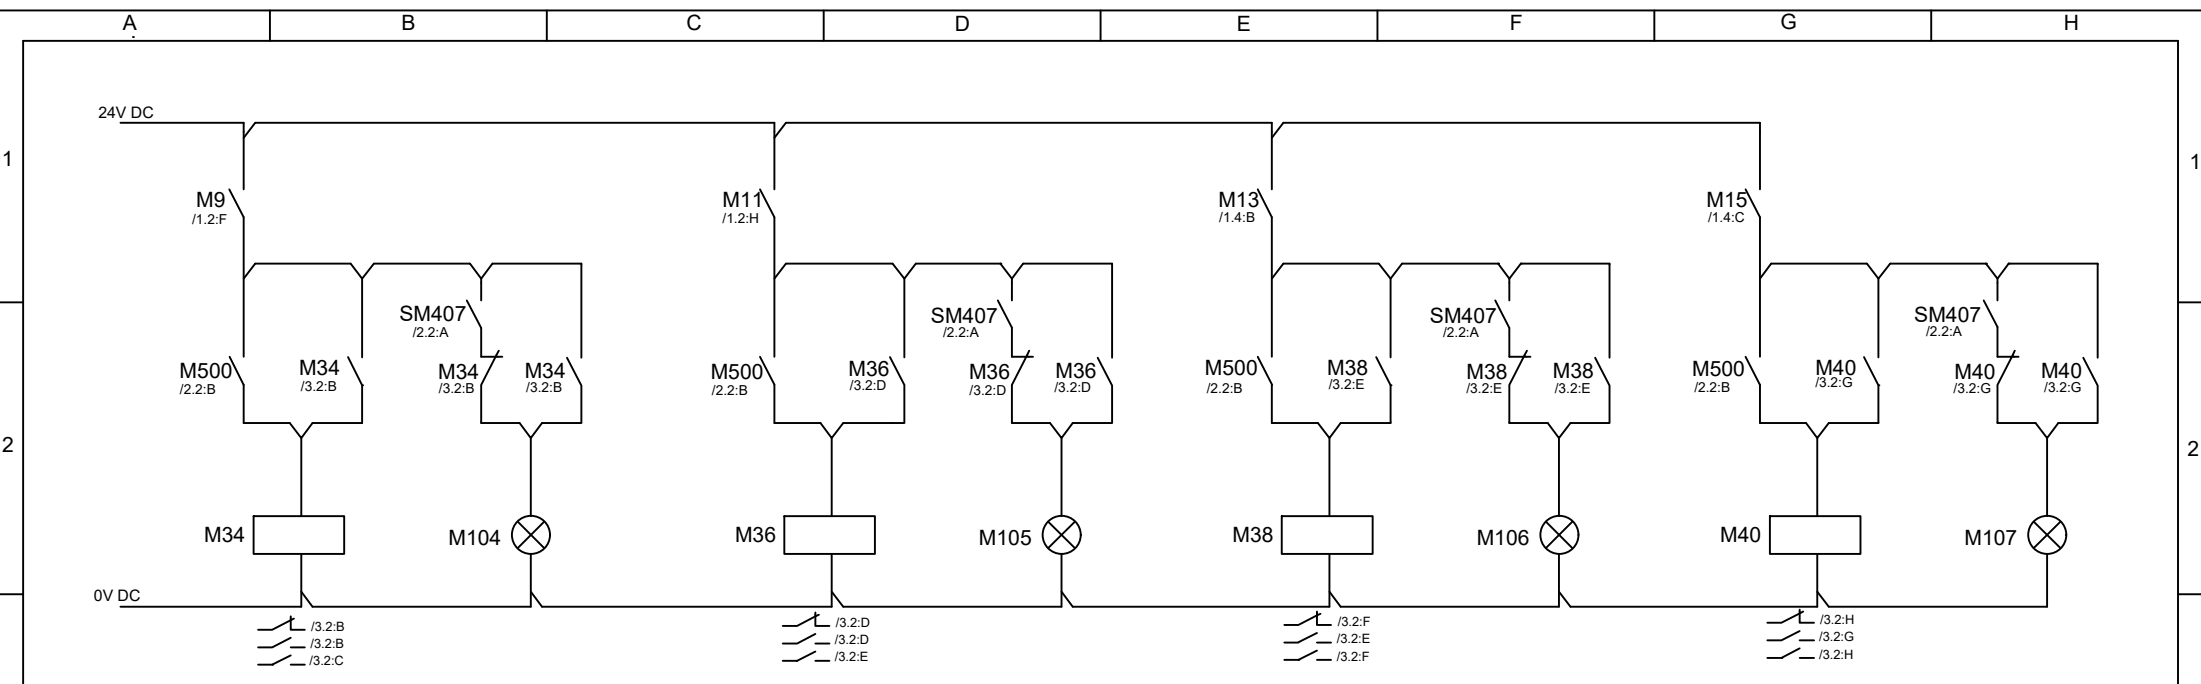 A B C D E F G H
24V DC
1 1
M9 M11 M13 M15
/1.2:F /1.2:H /1.4:B /1.4:C
SM407 SM407 SM407 SM407
/2.2:A /2.2:A /2.2:A /2.2:A
M500 M34 M34 M34 M500 M36 M36 M36 M500 M38 M38 M38 M500 M40 M40 M40
/2.2:B /3.2:B /3.2:B /3.2:B /2.2:B /3.2:D /3.2:D /3.2:D /2.2:B /3.2:E /3.2:E /3.2:E /2.2:B /3.2:G /3.2:G /3.2:G
2 2
M34 M104 M36 M105 M38 M106 M40 M107
0V DC
/3.2:B /3.2:D /3.2:F /3.2:H
/3.2:B /3.2:D /3.2:E /3.2:G
/3.2:C /3.2:E /3.2:F /3.2:H